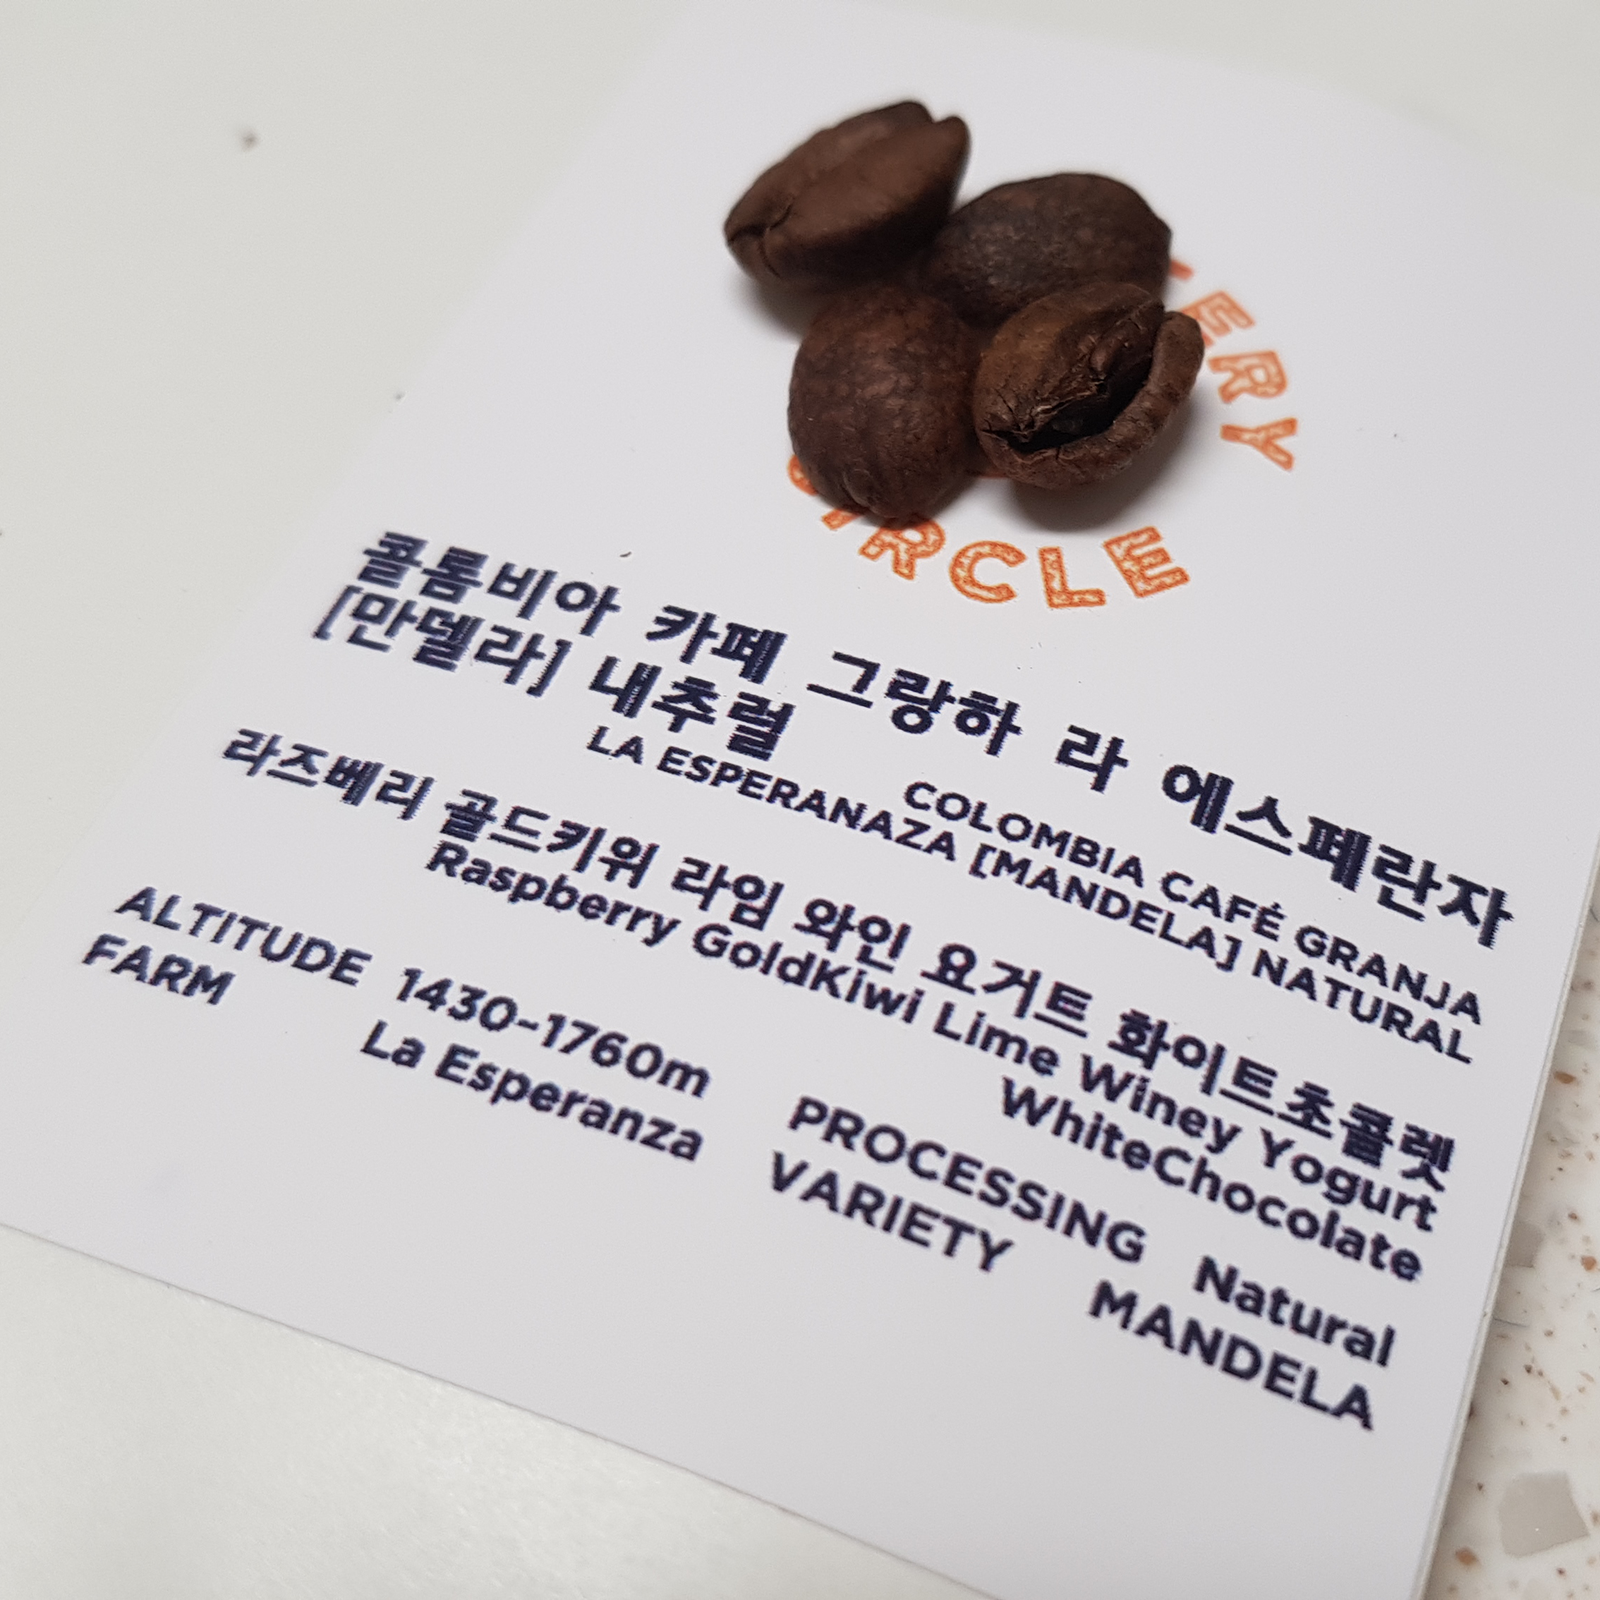 CIRCLE
콜롬비아 카페 그랑하 라 에스페란자
[만델라] 내추럴
COLOMBIA CAFÉ GRANJA
LA ESPERANAZA [MANDELA] NATURAL
라즈베리 골드키위 라임 와인 요거트 화이트초콜렛
Raspberry GoldKiwi Lime Winey Yogurt
WhiteChocolate
ALTITUDE 1430-1760m PROCESSING Natural
FARM La Esperanza VARIETY MANDELA